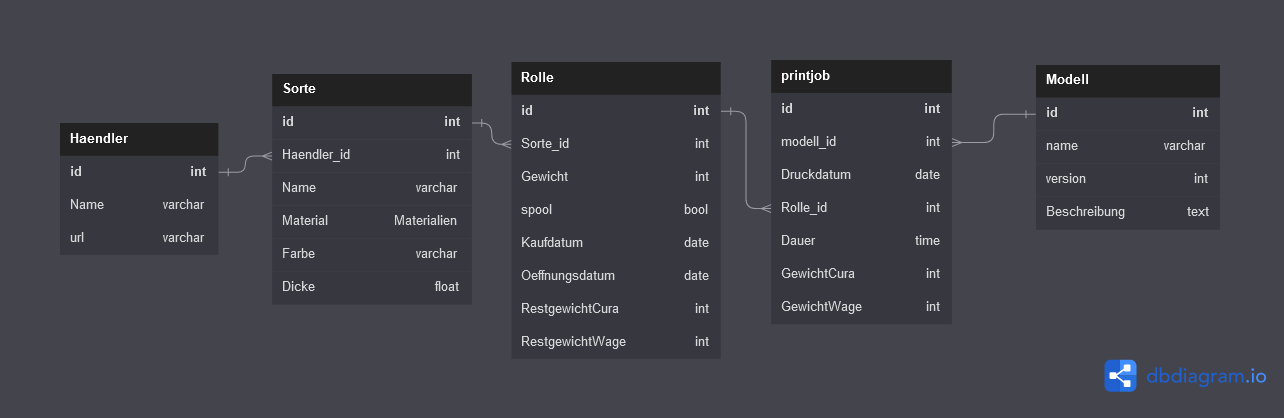 Haendler
id int
Name varchar
url varchar
Sorte
id int
Haendler_id int
Name varchar
Material Materialien
Farbe varchar
Dicke float
Rolle
id int
Sorte_id int
Gewicht int
spool bool
Kaufdatum date
Oeffnungsdatum date
RestgewichtCura int
RestgewichtWage int
printjob
id int
modell_id int
Druckdatum date
Rolle_id int
Dauer time
GewichtCura int
GewichtWage int
Modell
id int
name varchar
version int
Beschreibung text
dbdiagram.io